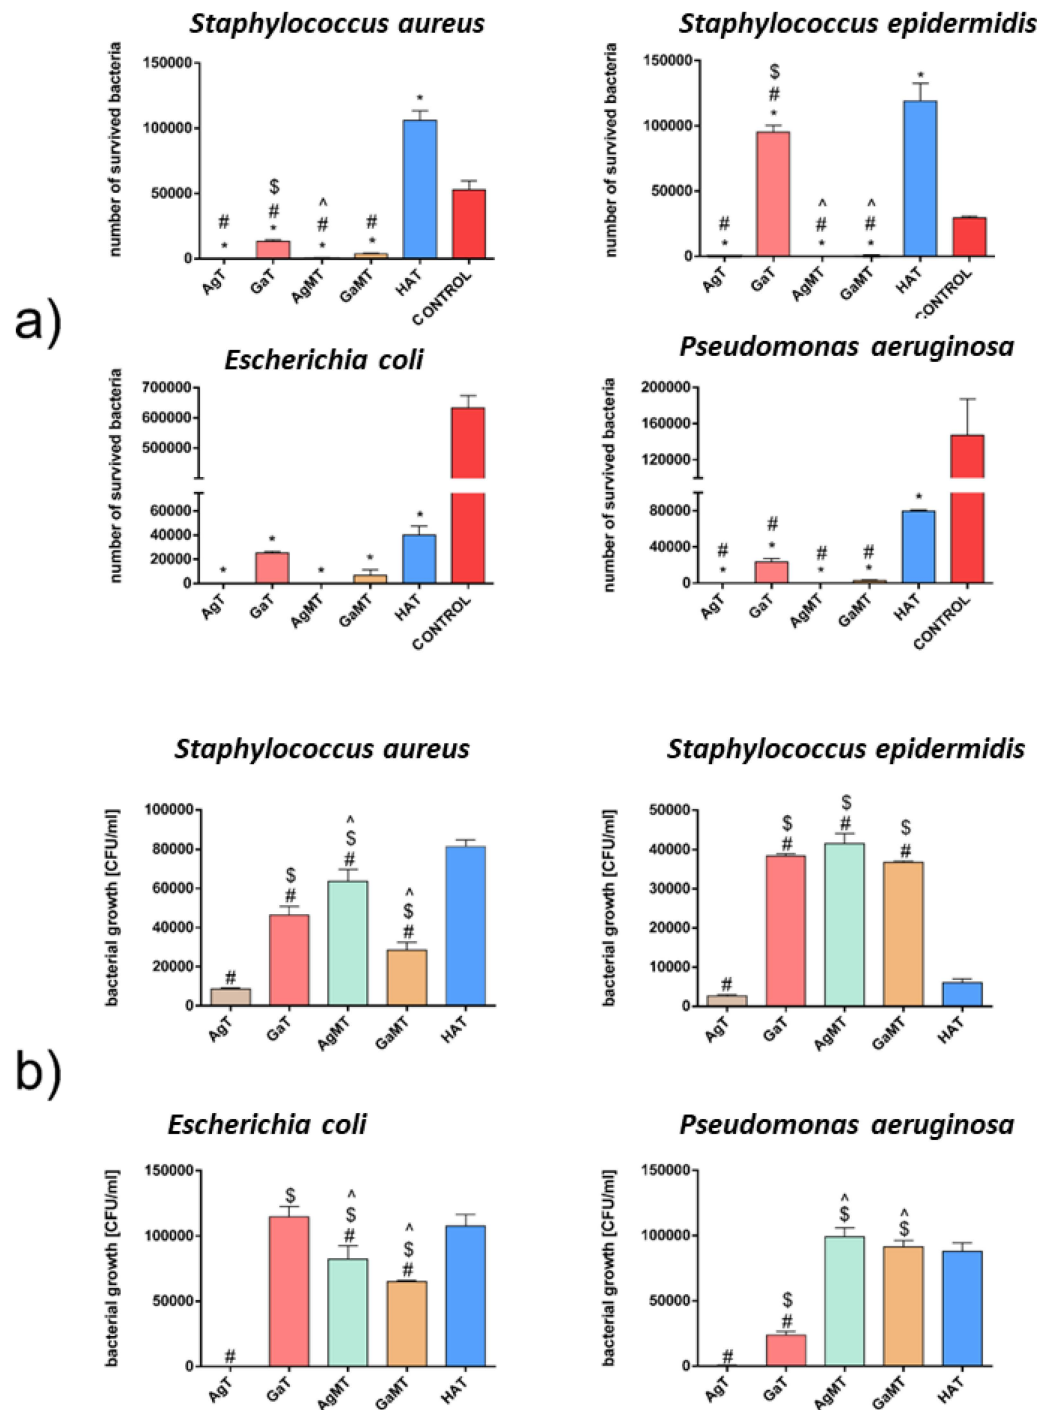 Staphylococcus aureus
Staphylococcus epidermidis
number of survived bacteria
150000
100000
50000
0
#
*
$
#
*
^
#
*
#
*
*
AgT
GaT
AgMT
GaMT
HAT
CONTROL
number of survived bacteria
150000
100000
50000
0
#
*
$
#
*
^
#
*
^
#
*
*
AgT
GaT
AgMT
GaMT
HAT
CONTROL
a)
Escherichia coli
Pseudomonas aeruginosa
number of survived bacteria
700000
600000
500000
60000
40000
20000
0
*
*
*
*
*
AgT
GaT
AgMT
GaMT
HAT
CONTROL
number of survived bacteria
200000
160000
120000
80000
40000
0
#
*
#
*
#
*
#
*
*
AgT
GaT
AgMT
GaMT
HAT
CONTROL
Staphylococcus aureus
Staphylococcus epidermidis
bacterial growth [CFU/ml]
100000
80000
60000
40000
20000
0
#
$
#
^
$
#
^
$
#
AgT
GaT
AgMT
GaMT
HAT
bacterial growth [CFU/ml]
50000
40000
30000
20000
10000
0
#
$
#
$
#
$
#
AgT
GaT
AgMT
GaMT
HAT
b)
Escherichia coli
Pseudomonas aeruginosa
bacterial growth [CFU/ml]
150000
100000
50000
0
#
$
^
$
#
^
$
#
AgT
GaT
AgMT
GaMT
HAT
bacterial growth [CFU/ml]
150000
100000
50000
0
#
$
#
^
$
^
$
AgT
GaT
AgMT
GaMT
HAT